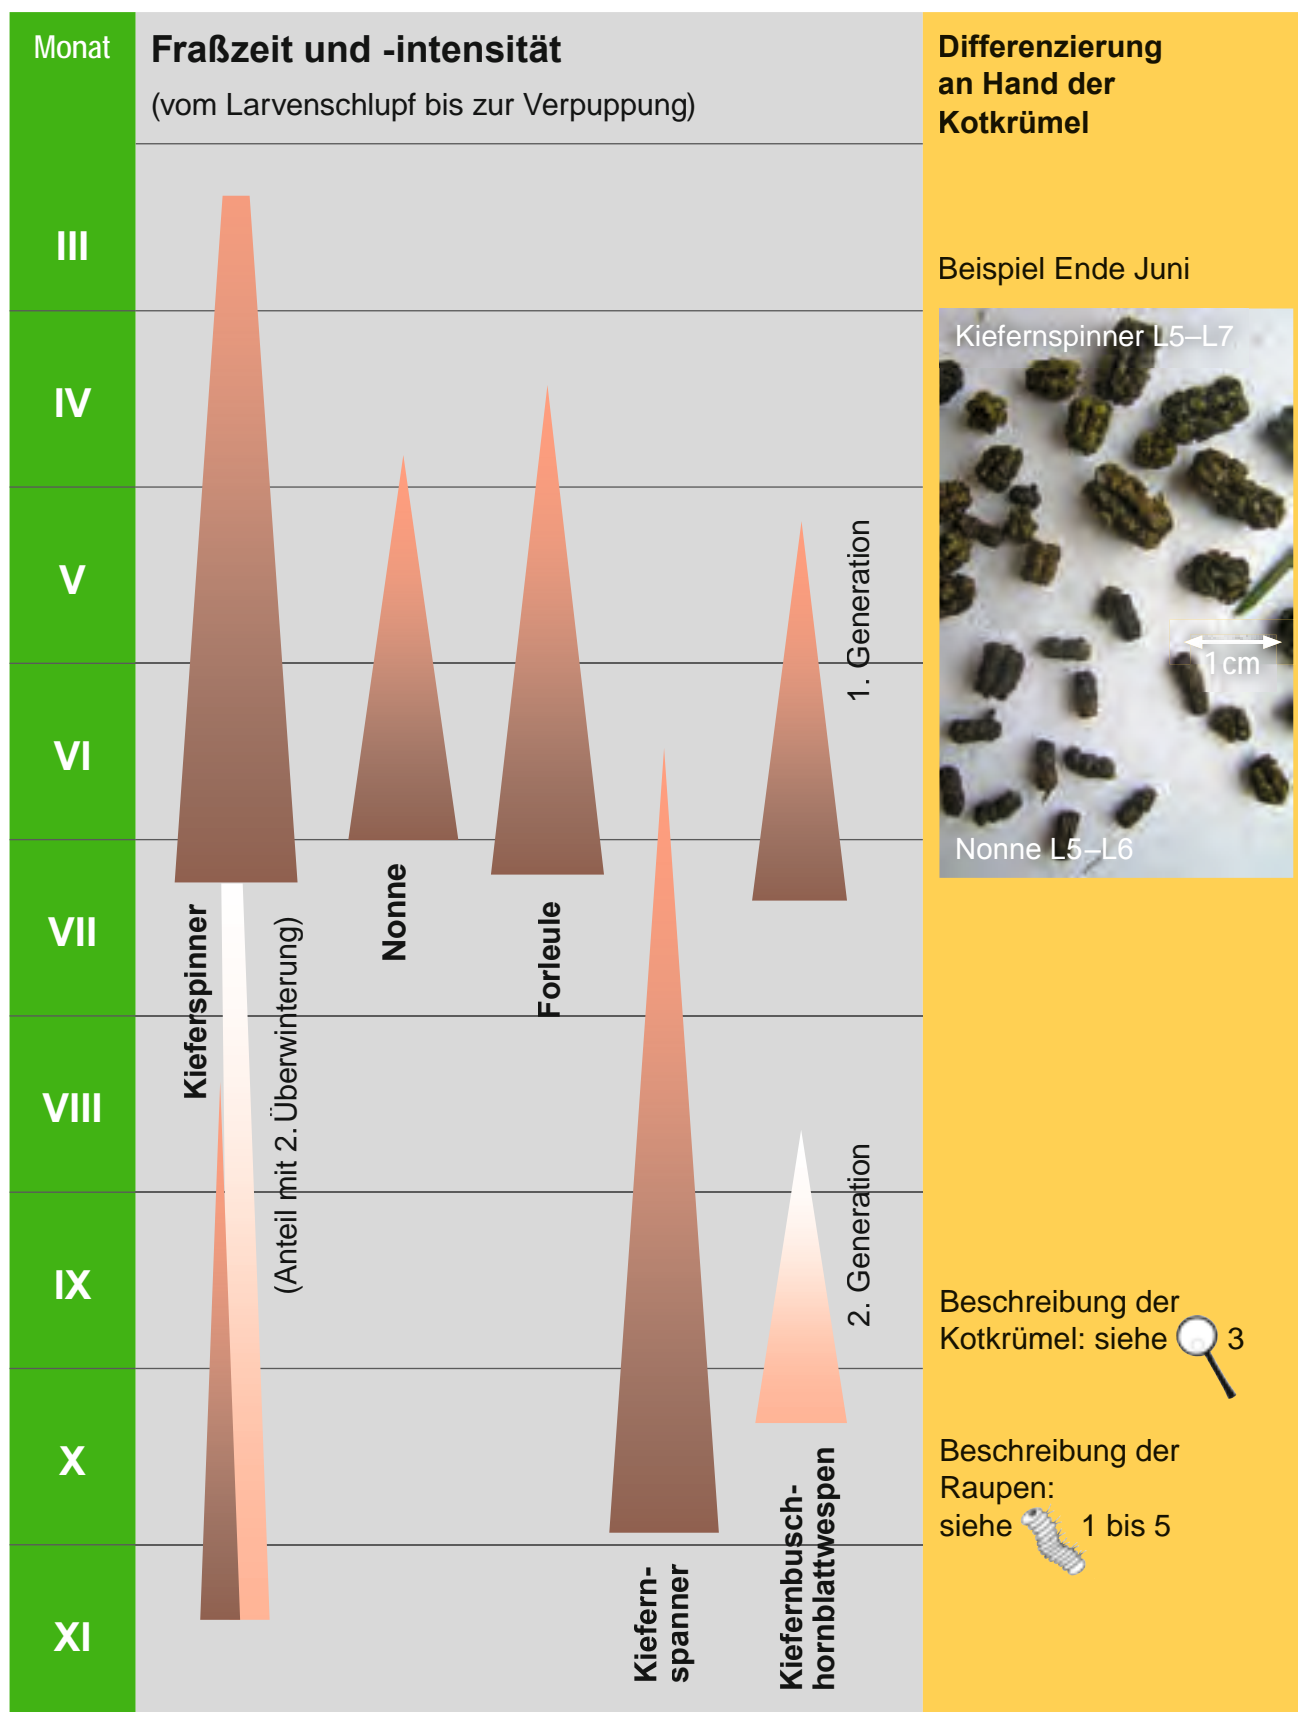 Monat
Fraßzeit und -intensität
(vom Larvenschlupf bis zur Verpuppung)
III
IV
V
VI
VII
VIII
IX
X
XI
Kieferspinner
(Anteil mit 2. Überwinterung)
Nonne
Forleule
Kiefern-
spanner
1. Generation
2. Generation
Kiefernbusch-
hornblattwespen
Differenzierung
an Hand der
Kotkrümel
Beispiel Ende Juni
Kiefernspinner L5–L7
1 cm
Nonne L5–L6
Beschreibung der
Kotkrümel: siehe 3
Beschreibung der
Raupen:
siehe 1 bis 5